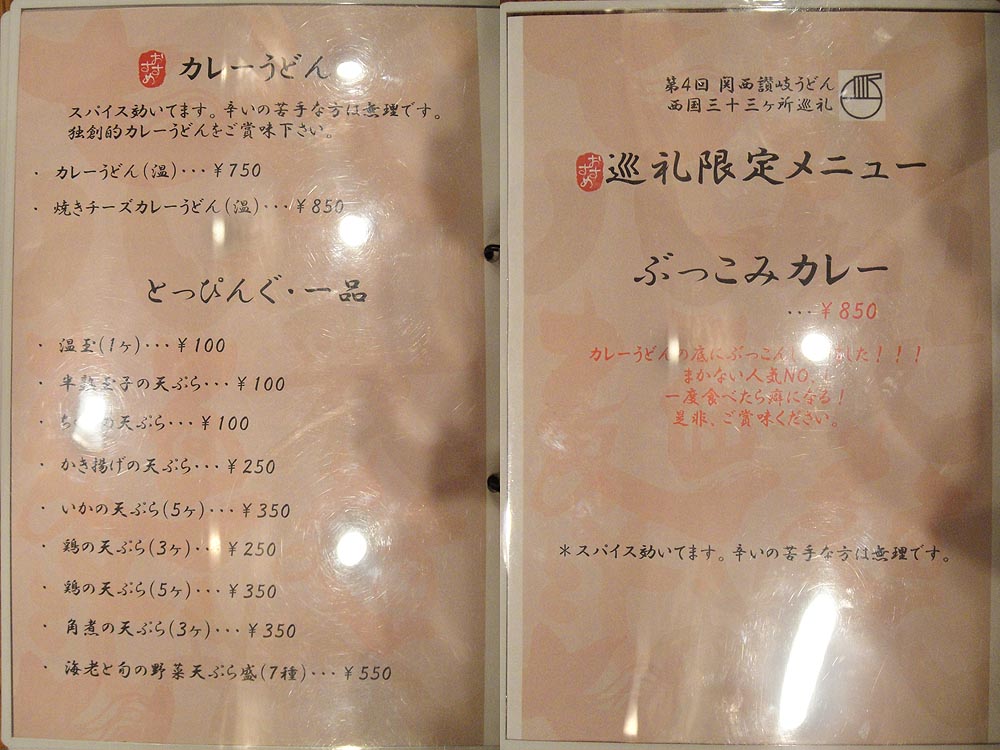 おすすめ カレーうどん
スパイス効いてます。辛いの苦手な方は無理です。
独創的カレーうどんをご賞味下さい。
・ カレーうどん(温)・・・￥750
・ 焼きチーズカレーうどん(温)・・・￥850
とっぴんぐ・一品
・ 温玉(1ヶ)・・・￥100
・ 半熟玉子の天ぷら・・・￥100
・ ち の天ぷら・・・￥100
・ かき揚げの天ぷら・・・￥250
・ いかの天ぷら(5ヶ)・・・￥350
・ 鶏の天ぷら(3ヶ)・・・￥250
・ 鶏の天ぷら(5ヶ)・・・￥350
・ 角煮の天ぷら(3ヶ)・・・￥350
・ 海老と旬の野菜天ぷら盛(7種)・・・￥550
第4回 関西讃岐うどん
西国三十三ヶ所巡礼
おすすめ 巡礼限定メニュー
ぶっこみカレー
・・・￥850
カレーうどんの底にぶっこん した！！！
まかない人気NO.
一度食べたら癖になる！
是非、ご賞味ください。
＊スパイス効いてます。辛いの苦手な方は無理です。